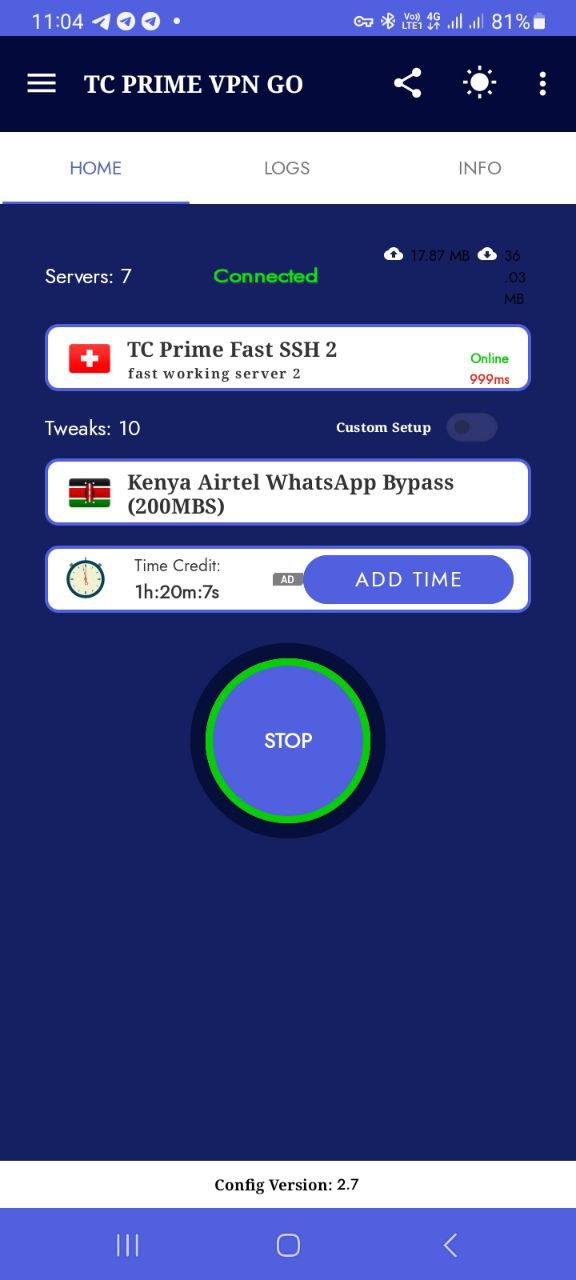 11:04 Vo)) LTE1 4G 81%
TC PRIME VPN GO
HOME LOGS INFO
17.87 MB 36
.03
MB
Servers: 7 Connected
TC Prime Fast SSH 2
fast working server 2
Online
999ms
Tweaks: 10 Custom Setup
Kenya Airtel WhatsApp Bypass
(200MBS)
Time Credit:
1h:20m:7s
AD ADD TIME
STOP
Config Version: 2.7